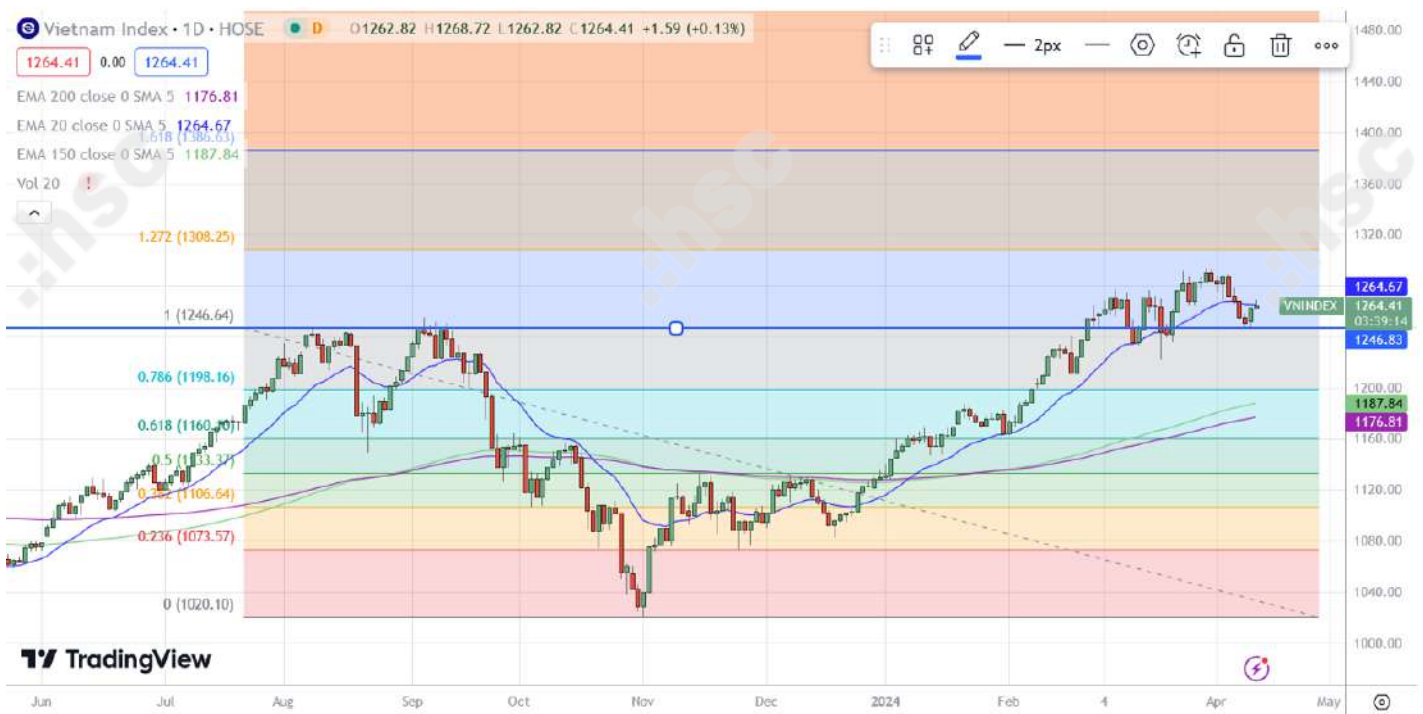 Vietnam Index · 1D · HOSE D O1262.82 H1268.72 L1262.82 C1264.41 +1.59 (+0.13%)
2px
1264.41 0.00 1264.41
EMA 200 close 0 SMA 5 1176.81
EMA 20 close 0 SMA 5 1264.67
1.618 (1386.63)
EMA 150 close 0 SMA 5 1187.84
Vol 20 !
1.272 (1308.25)
1 (1246.64)
0.786 (1198.16)
0.618 (1160.10)
0.5 (1133.37)
0.382 (1106.64)
0.236 (1073.57)
0 (1020.10)
:hsc
:hsc
:hsc
1480.00
1440.00
1400.00
1360.00
1320.00
1264.67
VNINDEX 1264.41
03:39:14
1246.83
1200.00
1187.84
1176.81
1160.00
1120.00
1080.00
1040.00
1000.00
TradingView
Jun Jul Aug Sep Oct Nov Dec 2024 Feb 4 Apr May